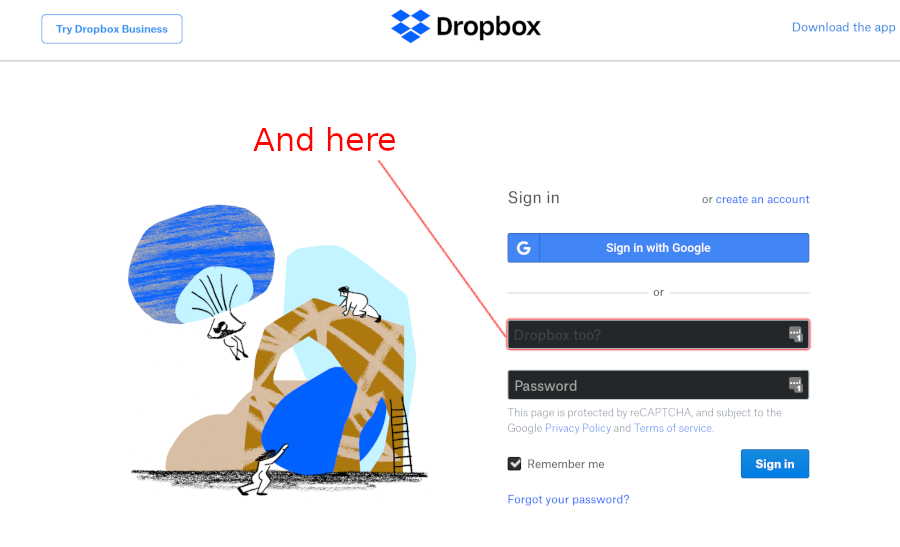 Try Dropbox Business
Dropbox
Download the app
And here
Sign in
or create an account
G
Sign in with Google
or
Dropbox too?
1
Password
1
This page is protected by reCAPTCHA, and subject to the
Google Privacy Policy and Terms of service.
Remember me
Sign in
Forgot your password?